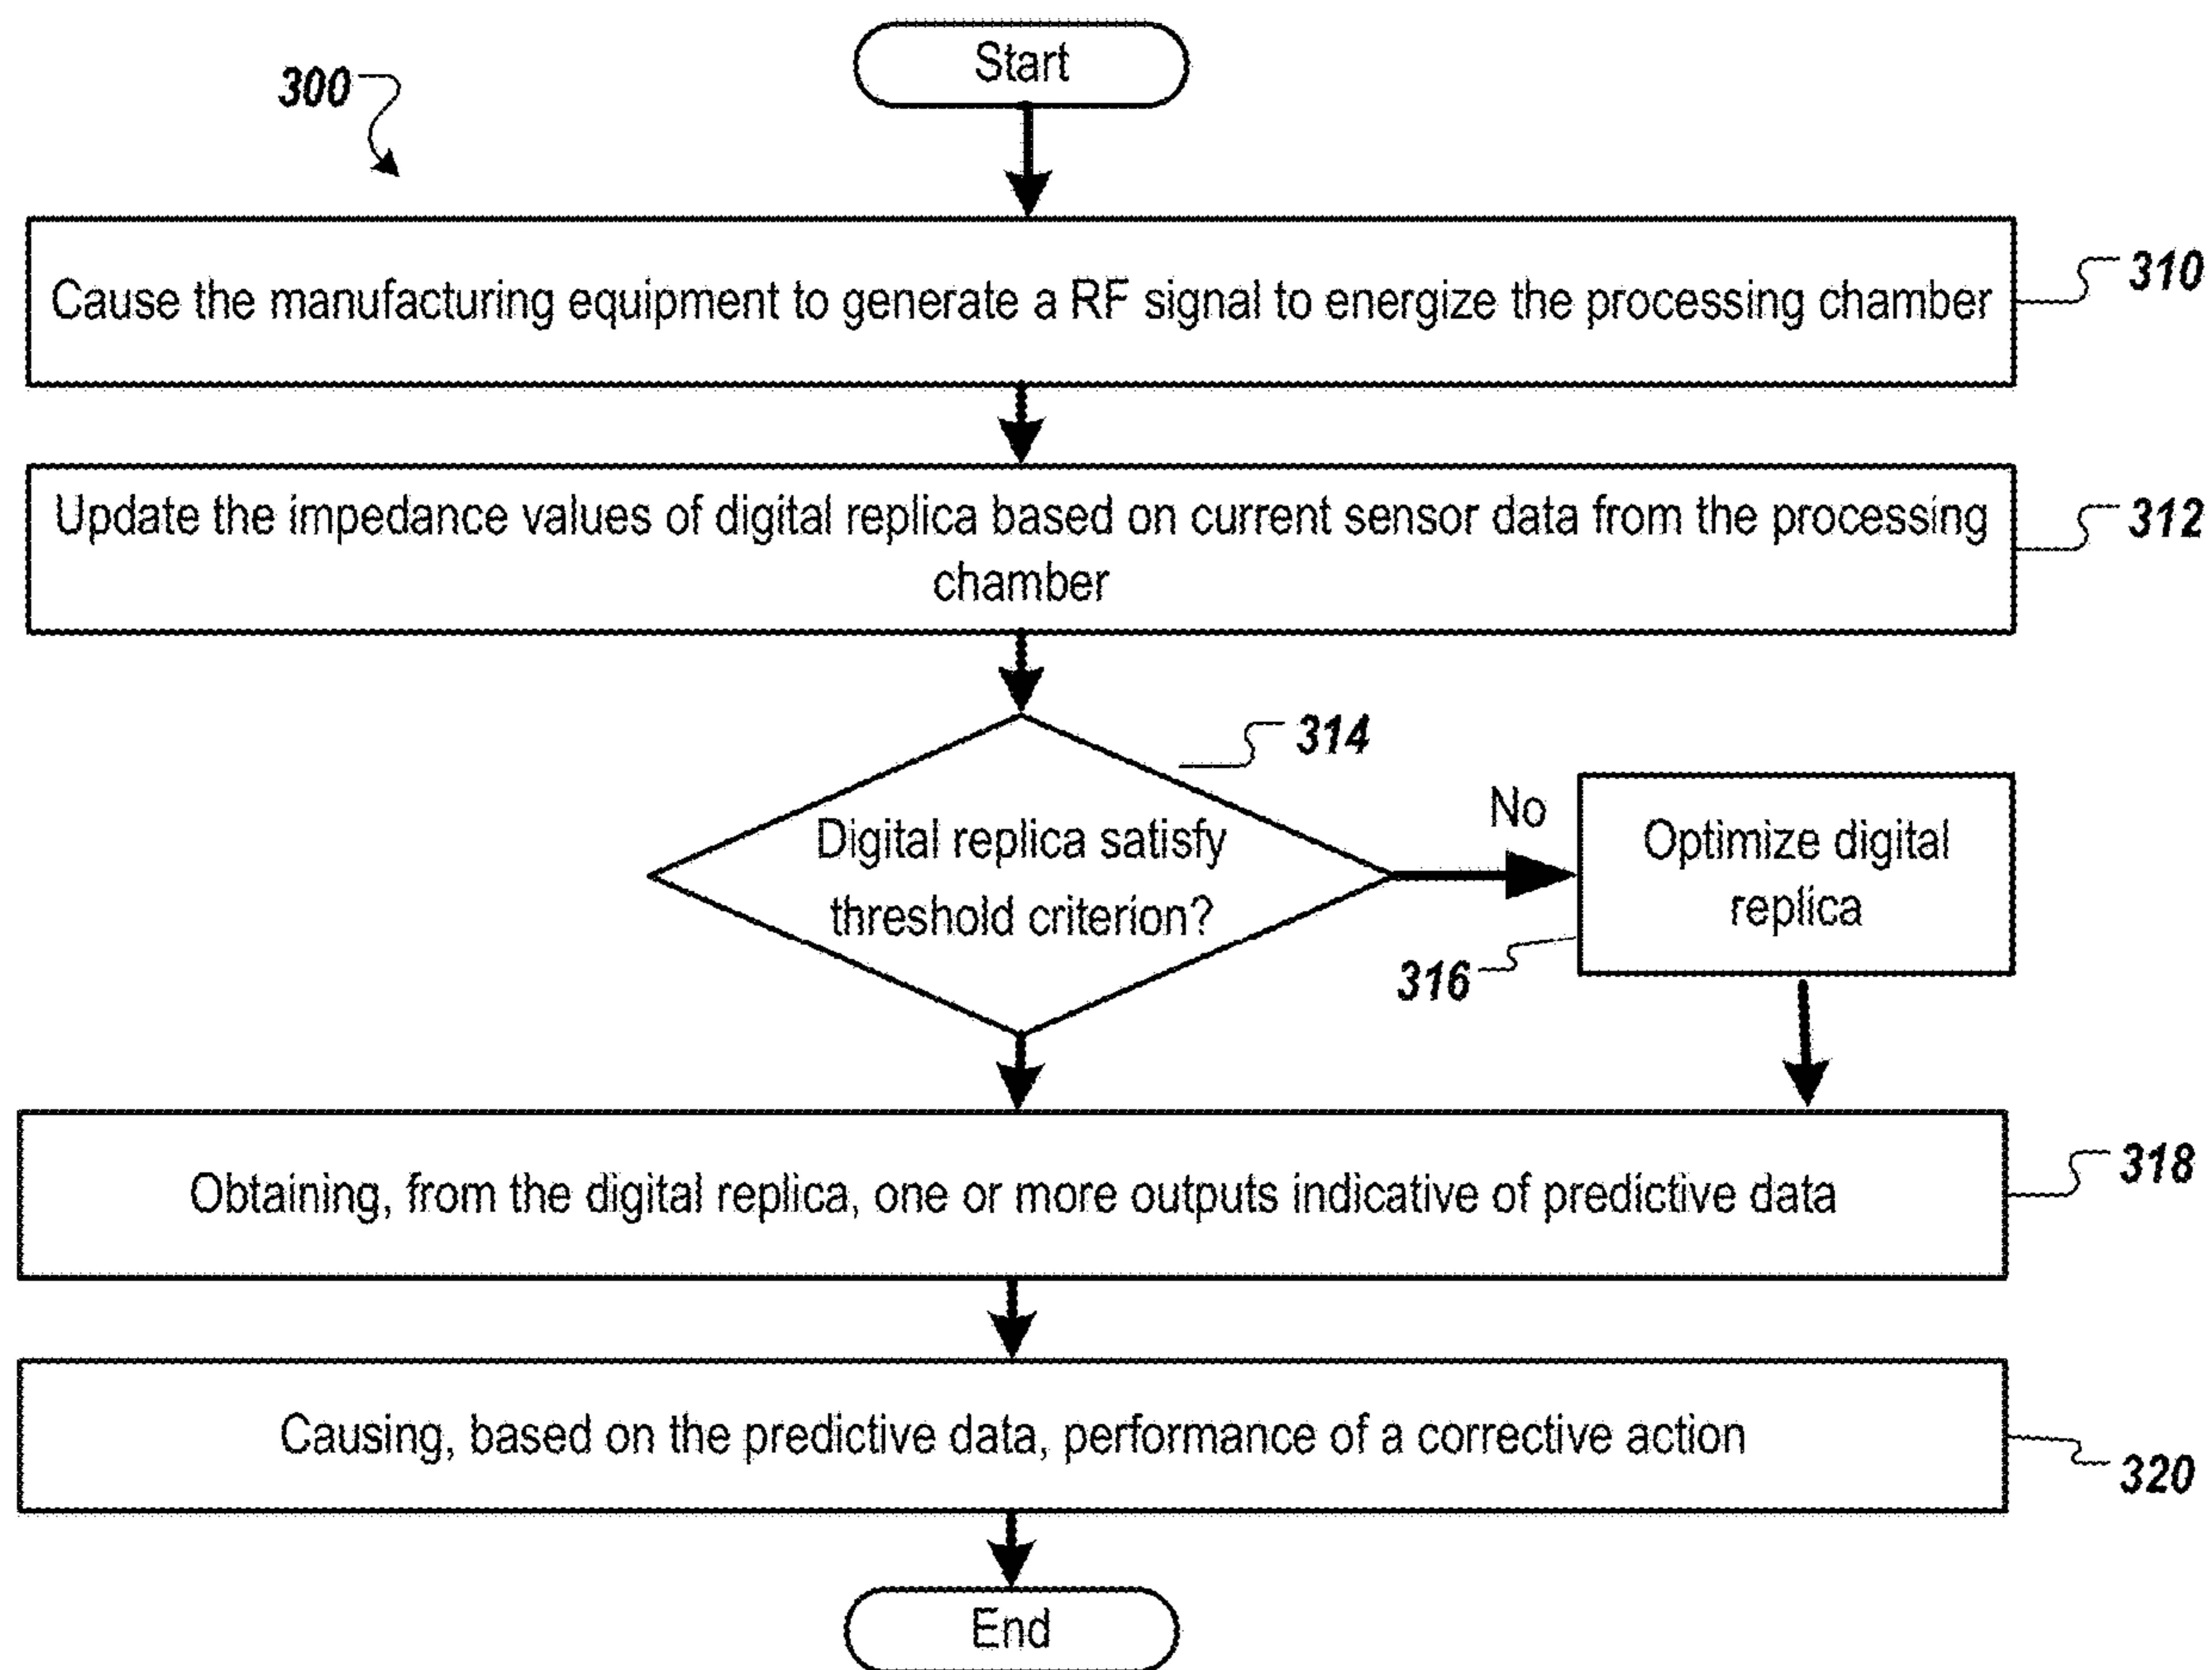 Start
300
Cause the manufacturing equipment to generate a RF signal to energize the processing chamber
310
Update the impedance values of digital replica based on current sensor data from the processing
chamber
312
314
Digital replica satisfy
threshold criterion?
No
Optimize digital
replica
316
Obtaining, from the digital replica, one or more outputs indicative of predictive data
318
Causing, based on the predictive data, performance of a corrective action
320
End